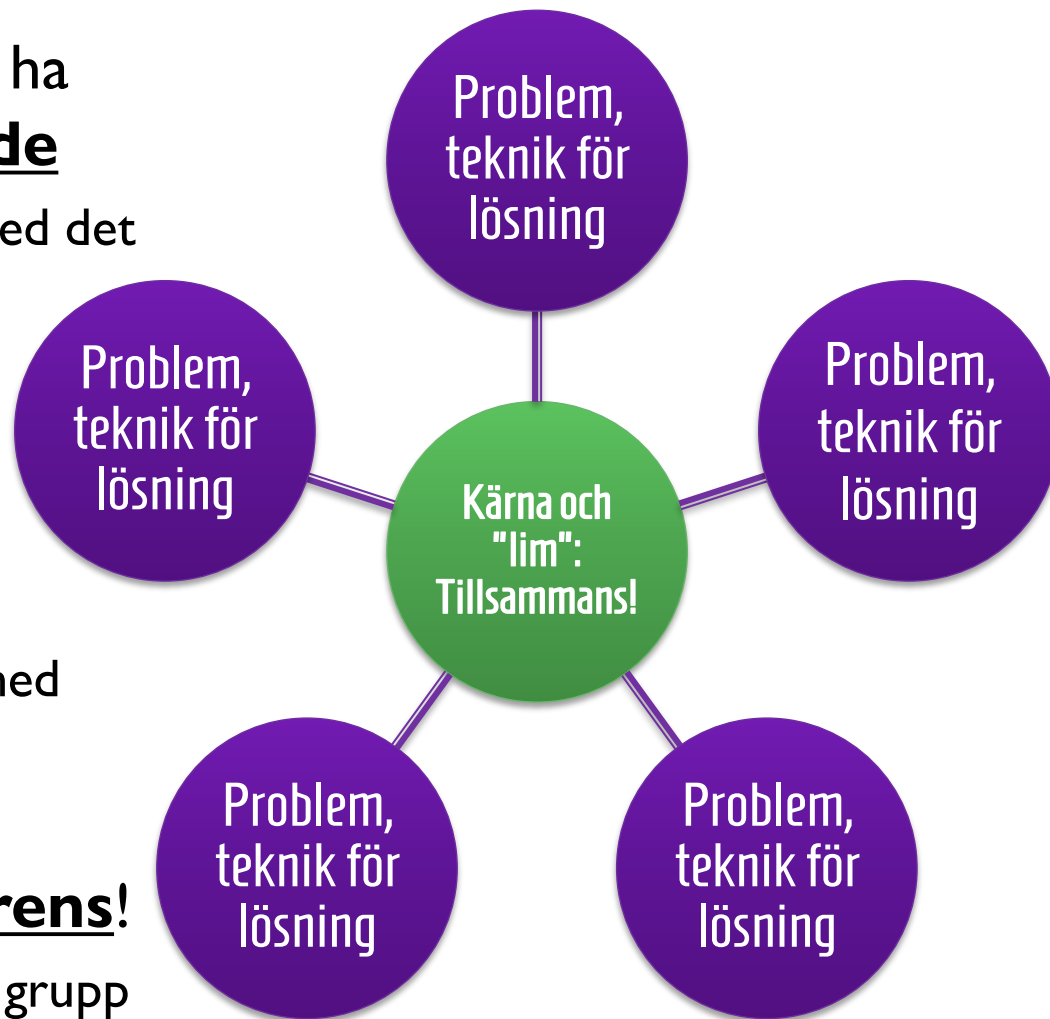 ha
de
ed det
ned
rens!
grupp
Problem,
teknik för
lösning
Problem,
teknik för
lösning
Problem,
teknik för
lösning
Kärna och
"lim":
Tillsammans!
Problem,
teknik för
lösning
Problem,
teknik för
lösning